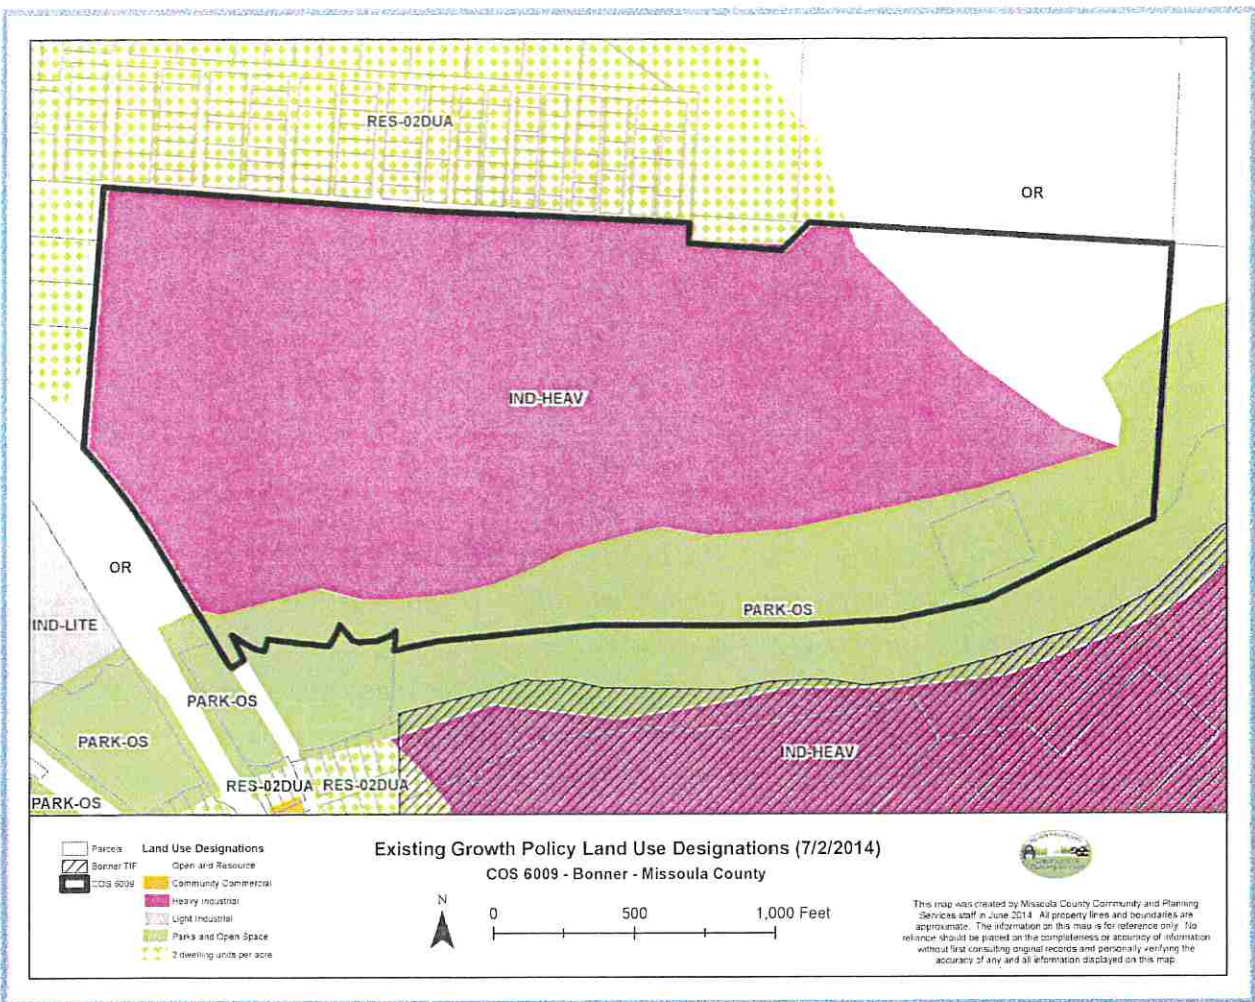 RES-02DUA
OR
IND-HEAV
OR
IND-LITE
PARK-OS
PARK-OS
PARK-OS
IND-HEAV
RES-02DUA RES-02DUA
PARK-OS
Parcels
Bonner TIF
COS 6009
Land Use Designations
Open and Resource
Community Commercial
Heavy Industrial
Light Industrial
Parks and Open Space
2 dwelling units per acre
Existing Growth Policy Land Use Designations (7/2/2014)
COS 6009 - Bonner - Missoula County
N
0 500 1,000 Feet
This map was created by Missoula County Community and Planning
Services staff in June 2014. All property lines and boundaries are
approximate. The information on this map is for reference only. No
reliance should be placed on the completeness or accuracy of information
without first consulting original records and personally verifying the
accuracy of any and all information displayed on this map